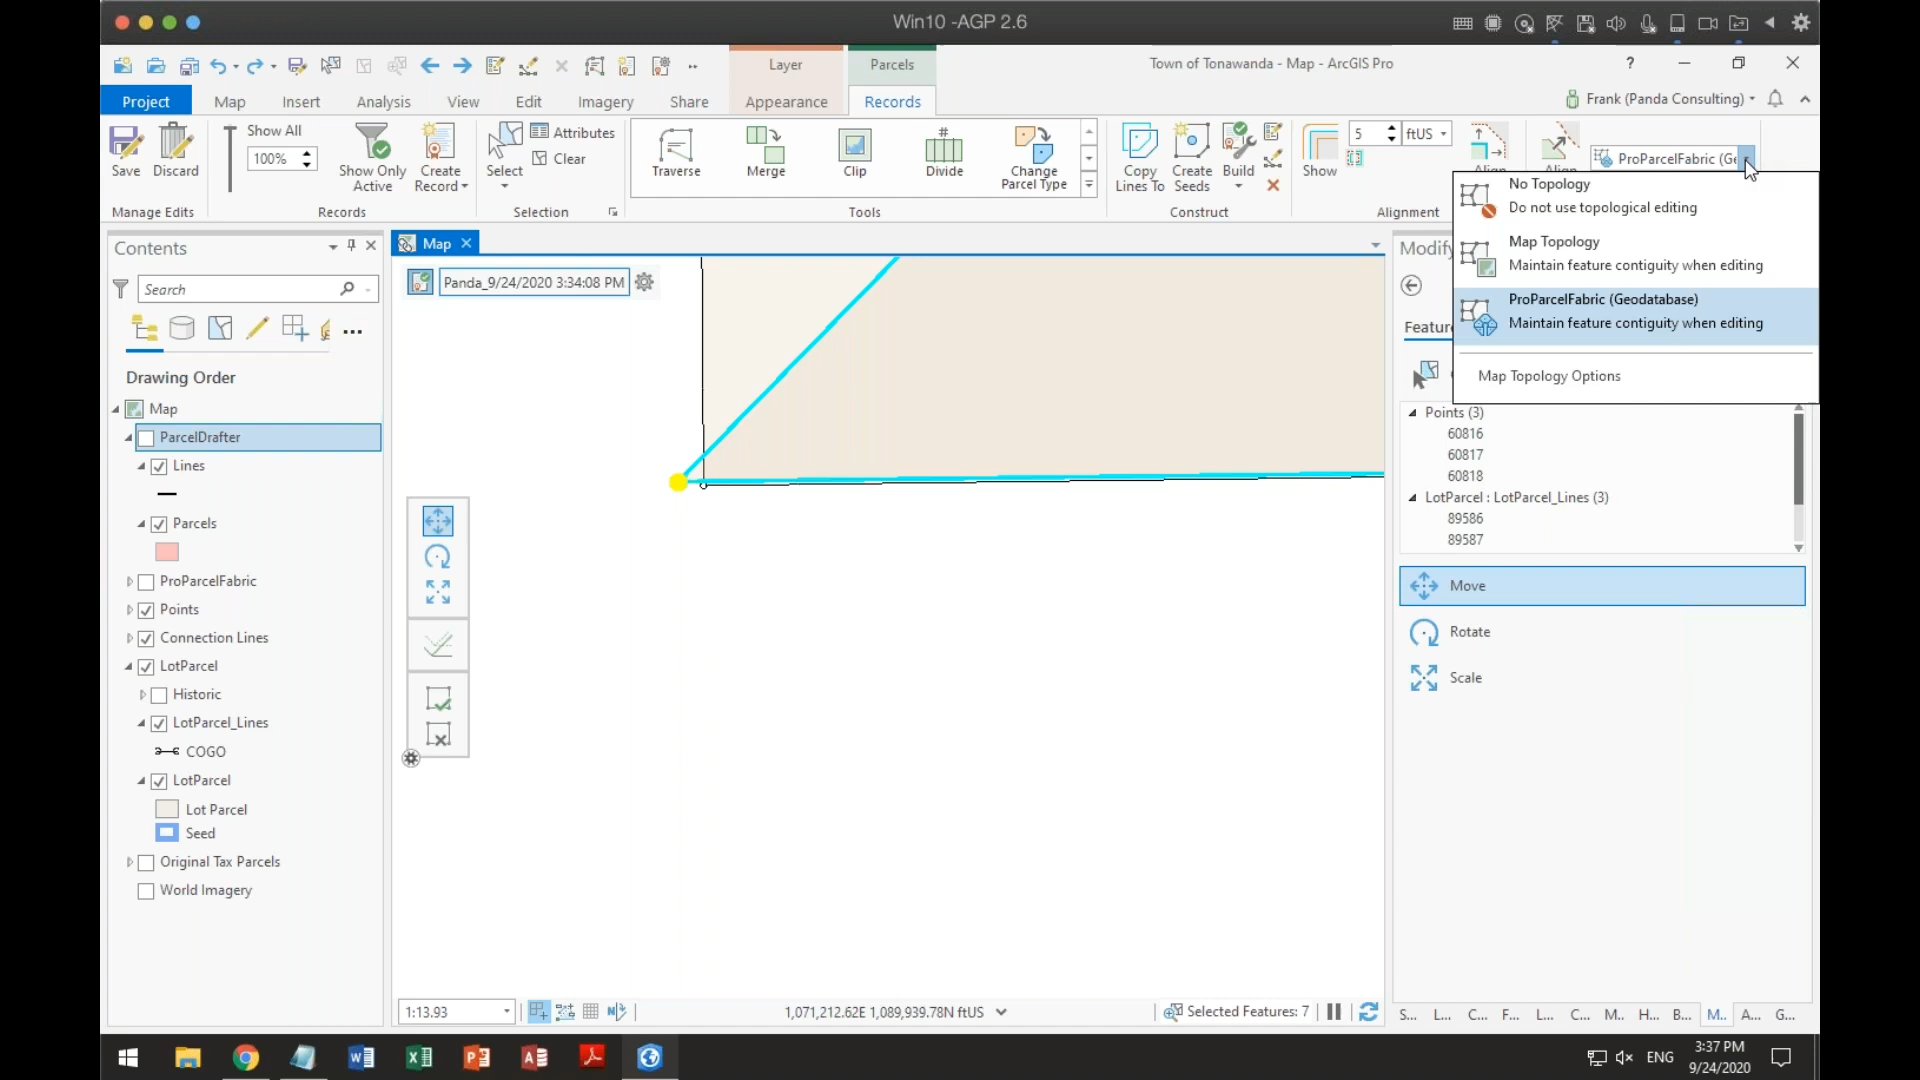 Win10 -AGP 2.6
Layer
Parcels
Town of Tonawanda - Map - ArcGIS Pro
?
Project
Map
Insert
Analysis
View
Edit
Imagery
Share
Appearance
Records
Frank (Panda Consulting)
Save
Discard
Manage Edits
Show All
100%
Show Only
Active
Create
Record
Records
Select
Attributes
Clear
Selection
Traverse
Merge
Clip
Divide
Change
Parcel Type
Tools
Copy
Lines To
Create
Seeds
Build
Construct
Show
5
ftUS
Alignment
ProParcelFabric (Ge
No Topology
Do not use topological editing
Map Topology
Maintain feature contiguity when editing
ProParcelFabric (Geodatabase)
Maintain feature contiguity when editing
Map Topology Options
Contents
Search
Drawing Order
Map
ParcelDrafter
Lines
Parcels
ProParcelFabric
Points
Connection Lines
LotParcel
Historic
LotParcel_Lines
COGO
LotParcel
Lot Parcel
Seed
Original Tax Parcels
World Imagery
Map
Panda_9/24/2020 3:34:08 PM
1:13.93
1,071,212.62E 1,089,939.78N ftUS
Selected Features: 7
Modify
Featur
Points (3)
60816
60817
60818
LotParcel : LotParcel_Lines (3)
89586
89587
Move
Rotate
Scale
S...
L...
C...
F...
L...
C...
M..
H...
B...
M..
A...
G...
ENG
3:37 PM
9/24/2020